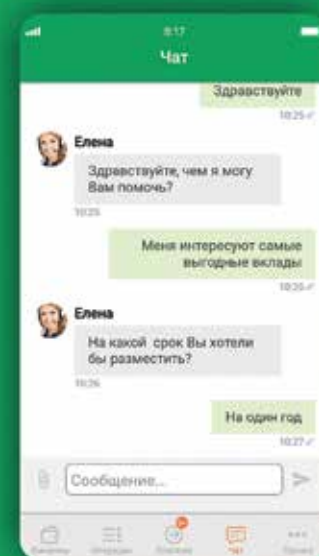 8:17
Чат
Здравствуйте
10:25
Елена
Здравствуйте, чем я могу
Вам помочь?
10:25
Меня интересуют самые
выгодные вклады
10:26
Елена
На какой срок Вы хотели
бы разместить?
10:26
На один год
10:27
Сообщение...
Чат